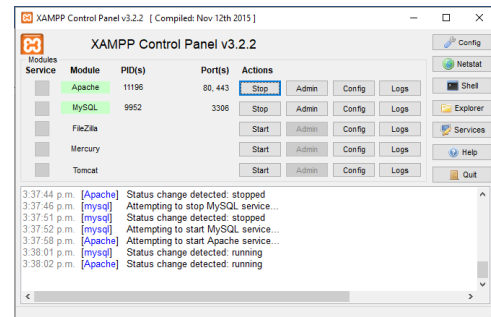 XAMPP Control Panel v3.2.2 [ Compiled: Nov 12th 2015 ]
XAMPP Control Panel v3.2.2
Config
Modules
Service Module PID(s) Port(s) Actions
Netstat
Apache 11196 80, 443 Stop Admin Config Logs
Shell
MySQL 9952 3306 Stop Admin Config Logs
Explorer
FileZilla Start Admin Config Logs
Services
Mercury Start Admin Config Logs
Help
Tomcat Start Admin Config Logs
Quit
3:37:44 p.m. [Apache] Status change detected: stopped
3:37:46 p.m. [mysql] Attempting to stop MySQL service...
3:37:51 p.m. [mysql] Status change detected: stopped
3:37:52 p.m. [mysql] Attempting to start MySQL service...
3:37:58 p.m. [Apache] Attempting to start Apache service...
3:38:01 p.m. [mysql] Status change detected: running
3:38:02 p.m. [Apache] Status change detected: running